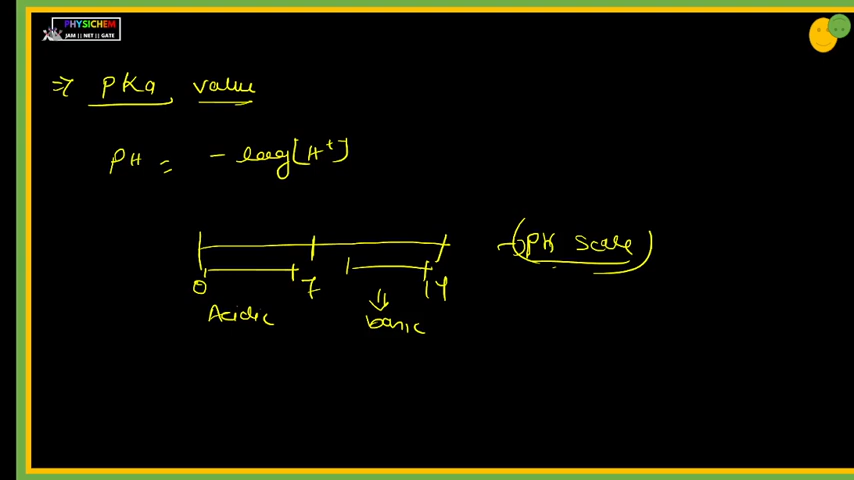 PHYSICHEM
JAM || NET || GATE
⇒ PKa value
PH = - log[H+]
→ (PH Scale)
0 7 14
Acidic basic